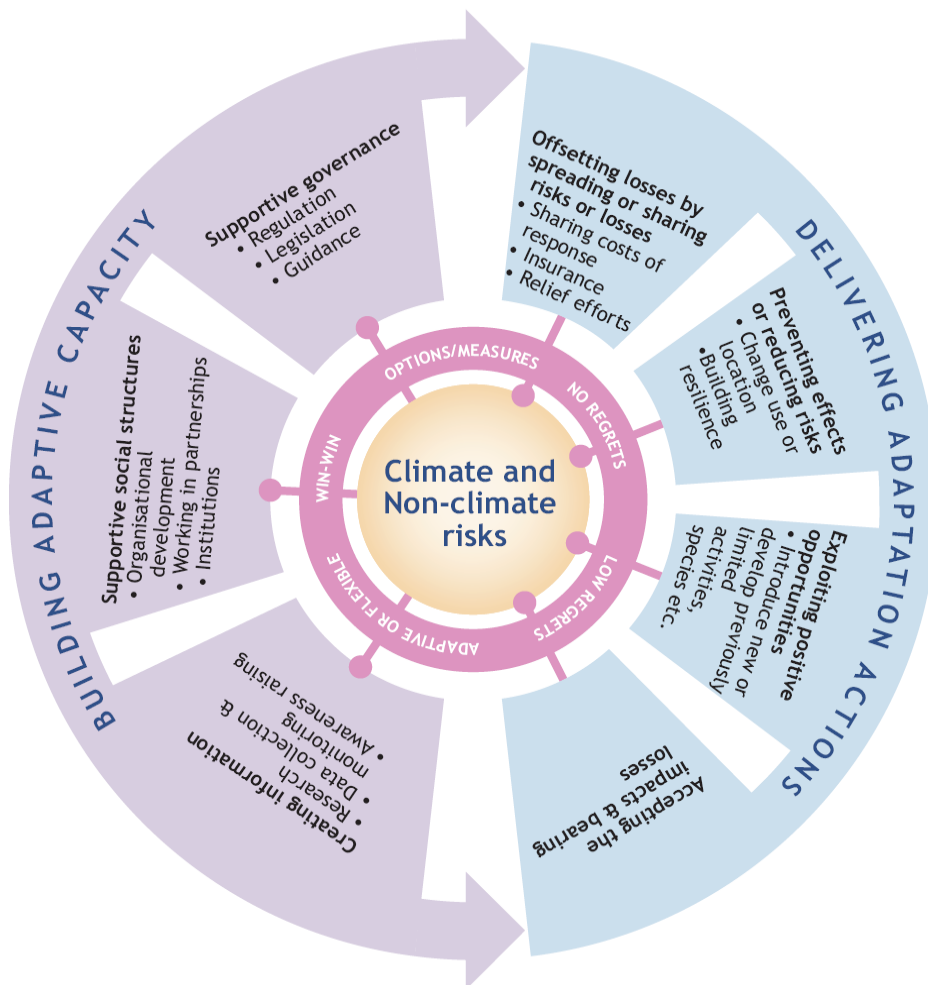 BUILDING ADAPTIVE CAPACITY
Supportive governance
• Regulation
• Legislation
• Guidance
Supportive social structures
• Organisational
development
• Working in partnerships
• Institutions
Creating information
• Research
• Data collection &
monitoring
• Awareness raising
DELIVERING ADAPTATION ACTIONS
Offsetting losses by
spreading or sharing
risks or losses
• Sharing costs of
response
• Insurance
• Relief efforts
Preventing effects
or reducing risks
• Change use or
location
•Building
resilience
Exploiting positive
opportunities
• Introduce new or
develop previously
limited
activities,
species etc.
Accepting the
impacts & bearing
losses
OPTIONS/MEASURES
NO REGRETS
LOW REGRETS
ADAPTIVE OR FLEXIBLE
WIN-WIN
Climate and
Non-climate
risks